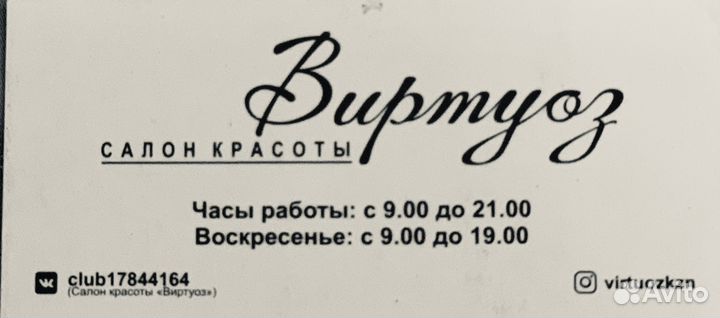 Виртуоз
САЛОН КРАСОТЫ
Часы работы: с 9.00 до 21.00
Воскресенье: с 9.00 до 19.00
club17844164
(Салон красоты «Виртуоз»)
virtuozkzn
Avito